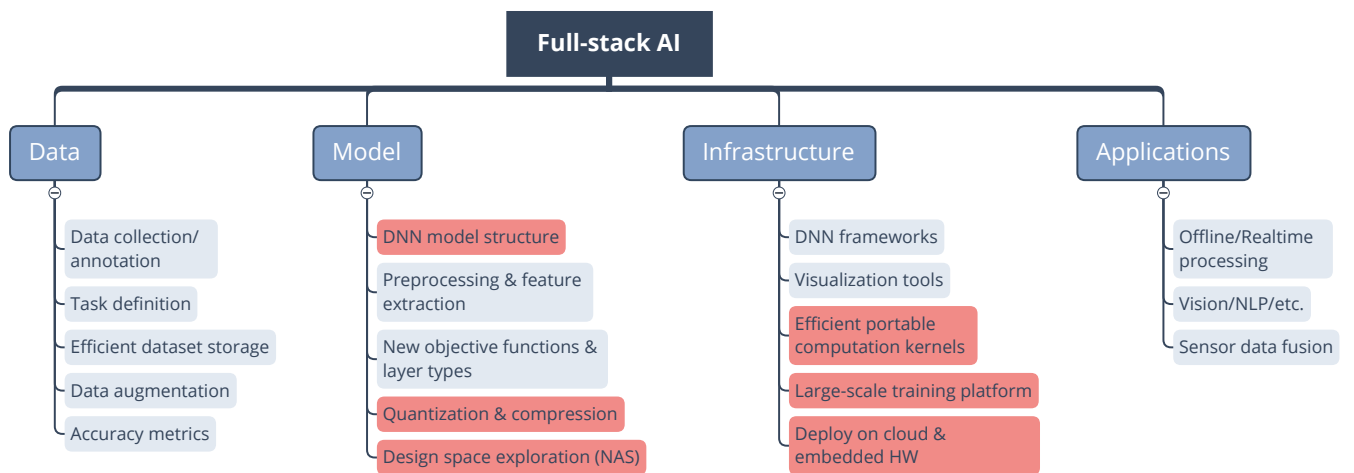 Full-stack AI
Data
Data collection/
annotation
Task definition
Efficient dataset storage
Data augmentation
Accuracy metrics
Model
DNN model structure
Preprocessing & feature
extraction
New objective functions &
layer types
Quantization & compression
Design space exploration (NAS)
Infrastructure
DNN frameworks
Visualization tools
Efficient portable
computation kernels
Large-scale training platform
Deploy on cloud &
embedded HW
Applications
Offline/Realtime
processing
Vision/NLP/etc.
Sensor data fusion